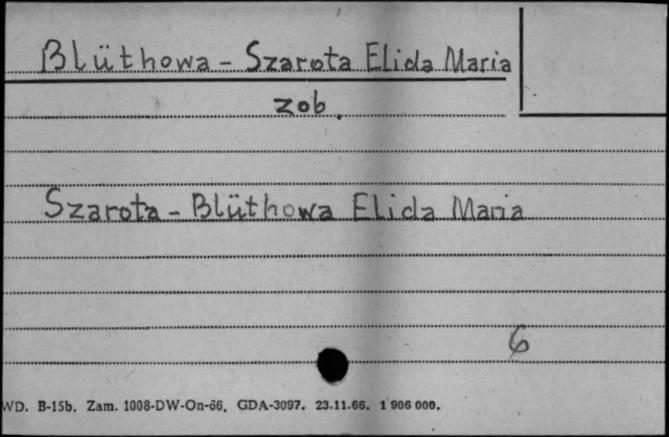 Blüthowa - Szarota Elida Maria
zob.
Szarota - Blüthowa Elida Maria
6
WD. B-15b. Zam. 1008-DW-On-66. GDA-3097. 23.11.66. 1 906 000.